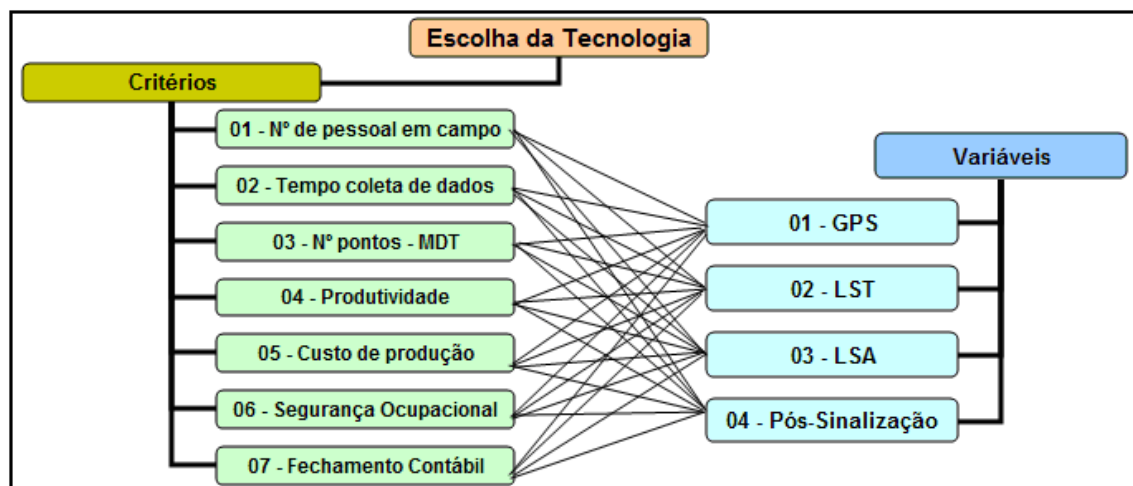 Escolha da Tecnologia
Critérios
01 - Nº de pessoal em campo
02 - Tempo coleta de dados
03 - Nº pontos - MDT
04 - Produtividade
05 - Custo de produção
06 - Segurança Ocupacional
07 - Fechamento Contábil
Variáveis
01 - GPS
02 - LST
03 - LSA
04 - Pós-Sinalização